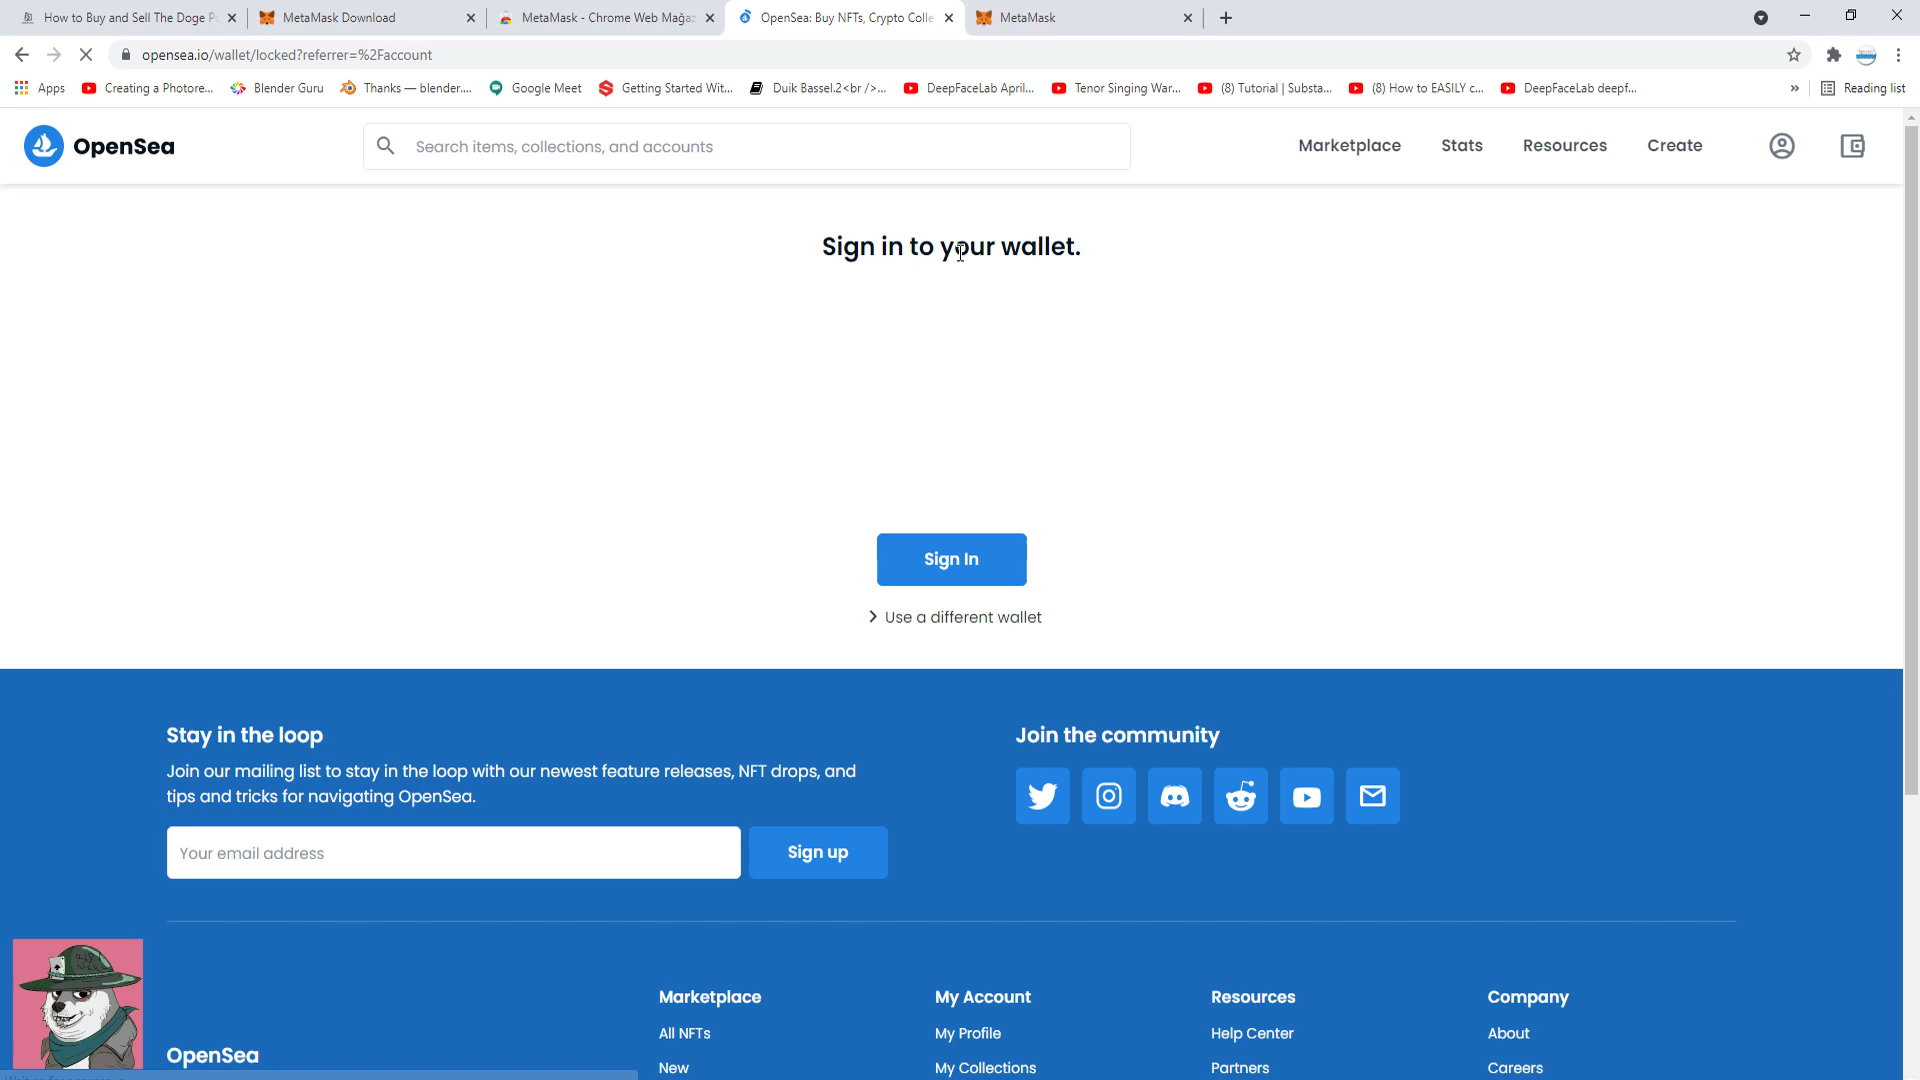 How to Buy and Sell The Doge P
MetaMask Download
MetaMask - Chrome Web Mağaz
OpenSea: Buy NFTs, Crypto Colle
MetaMask
opensea.io/wallet/locked?referrer=%2Faccount
Apps
Creating a Photore...
Blender Guru
Thanks — blender....
Google Meet
Getting Started Wit...
Duik Bassel.2<br />...
DeepFaceLab April...
Tenor Singing War...
(8) Tutorial | Substa...
(8) How to EASILY c...
DeepFaceLab deepf...
»
Reading list
OpenSea
Search items, collections, and accounts
Marketplace
Stats
Resources
Create
Sign in to your wallet.
Sign In
Use a different wallet
Stay in the loop
Join our mailing list to stay in the loop with our newest feature releases, NFT drops, and
tips and tricks for navigating OpenSea.
Your email address
Sign up
Join the community
OpenSea
Marketplace
All NFTs
New
My Account
My Profile
My Collections
Resources
Help Center
Partners
Company
About
Careers